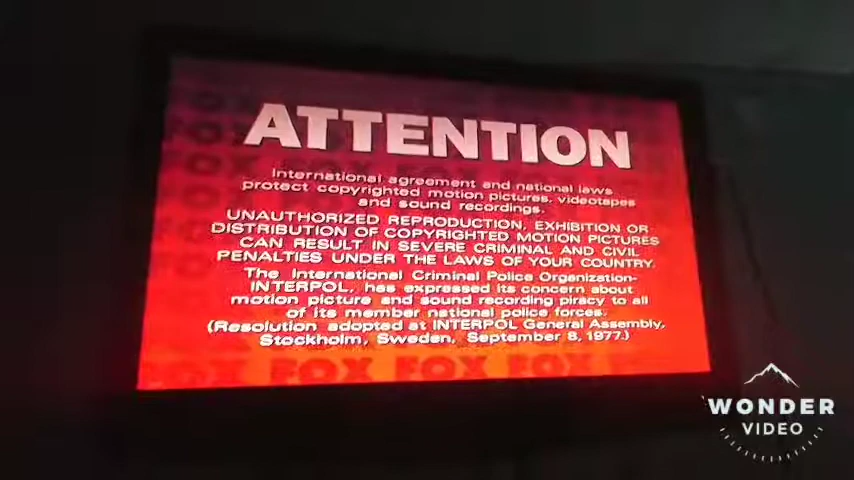 ATTENTION
International agreement and national laws
protect copyrighted motion pictures, videotapes
and sound recordings.
UNAUTHORIZED REPRODUCTION, EXHIBITION OR
DISTRIBUTION OF COPYRIGHTED MOTION PICTURES
CAN RESULT IN SEVERE CRIMINAL AND CIVIL
PENALTIES UNDER THE LAWS OF YOUR COUNTRY.
The International Criminal Police Organization-
INTERPOL, has expressed its concern about
motion picture and sound recording piracy to all
of its member national police forces.
(Resolution adopted at INTERPOL General Assembly,
Stockholm, Sweden, September 8, 1977.)
FOX FOX FOX
WONDER
VIDEO